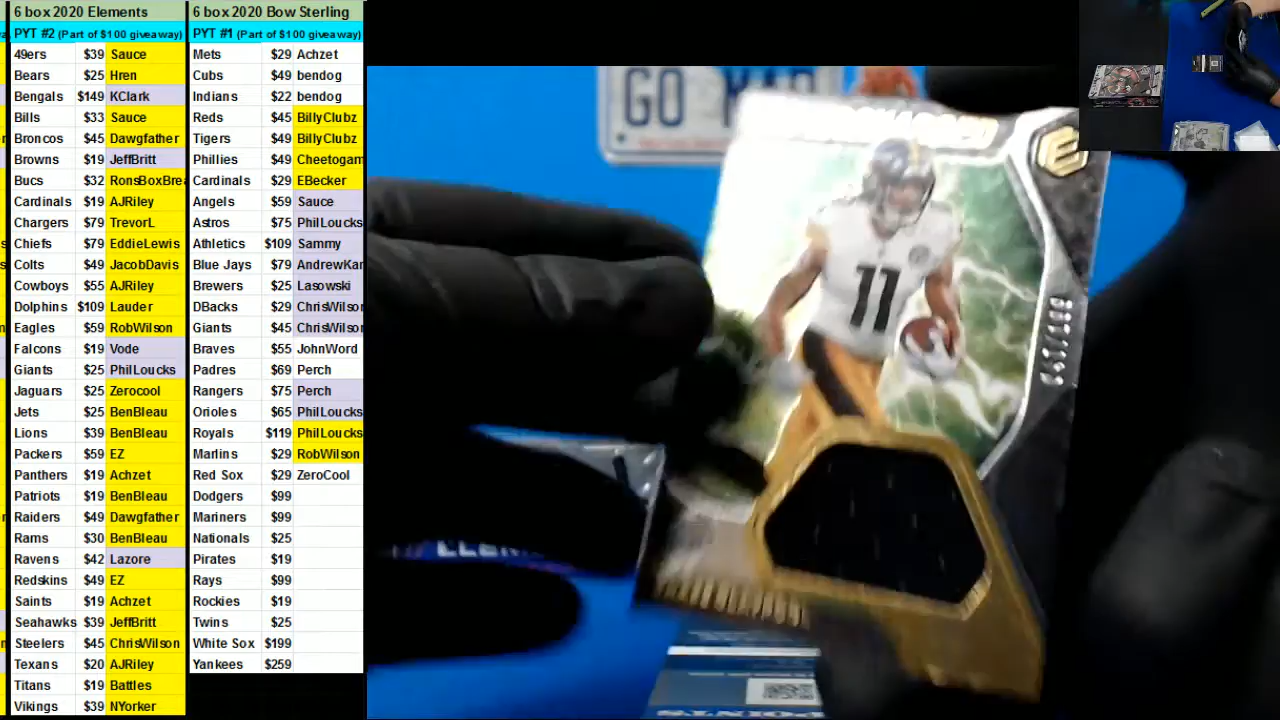 6 box 2020 Elements
PYT #2 (Part of $100 giveaway)
49ers $39 Sauce
Bears $25 Hren
Bengals $149 KClark
Bills $33 Sauce
Broncos $45 Dawgfather
Browns $19 JeffBritt
Bucs $32 RonsBoxBrea
Cardinals $19 AJRiley
Chargers $79 TrevorL
Chiefs $79 EddieLewis
Colts $49 JacobDavis
Cowboys $55 AJRiley
Dolphins $109 Lauder
Eagles $59 RobWilson
Falcons $19 Vode
Giants $25 PhilLoucks
Jaguars $25 Zerocool
Jets $25 BenBleau
Lions $39 BenBleau
Packers $59 EZ
Panthers $19 Achzet
Patriots $19 BenBleau
Raiders $49 Dawgfather
Rams $30 BenBleau
Ravens $42 Lazore
Redskins $49 EZ
Saints $19 Achzet
Seahawks $39 JeffBritt
Steelers $45 ChrisWilson
Texans $20 AJRiley
Titans $19 Battles
Vikings $39 NYorker
6 box 2020 Bow Sterling
PYT #1 (Part of $100 giveaway)
Mets $29 Achzet
Cubs $49 bendog
Indians $22 bendog
Reds $45 BillyClubz
Tigers $49 BillyClubz
Phillies $49 Cheetogam
Cardinals $29 EBecker
Angels $59 Sauce
Astros $75 PhilLoucks
Athletics $109 Sammy
Blue Jays $79 AndrewKar
Brewers $25 Lasowski
DBacks $29 ChrisWilson
Giants $45 ChrisWilson
Braves $55 JohnWord
Padres $69 Perch
Rangers $75 Perch
Orioles $65 PhilLoucks
Royals $119 PhilLoucks
Marlins $29 RobWilson
Red Sox $29 ZeroCool
Dodgers $99
Mariners $99
Nationals $25
Pirates $19
Rays $99
Rockies $19
Twins $25
White Sox $199
Yankees $259
GO
E
11
POINTS